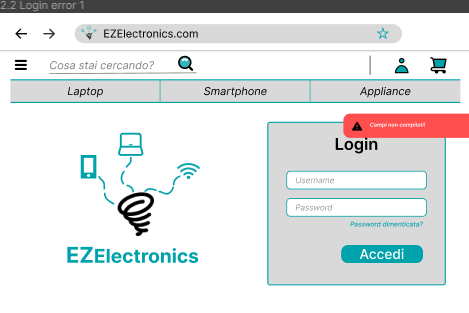 2.2 Login error 1
EZElectronics.com
Cosa stai cercando?
Laptop
Smartphone
Appliance
Campi non compilati!
Login
Username
Password
Password dimenticata?
Accedi
EZElectronics